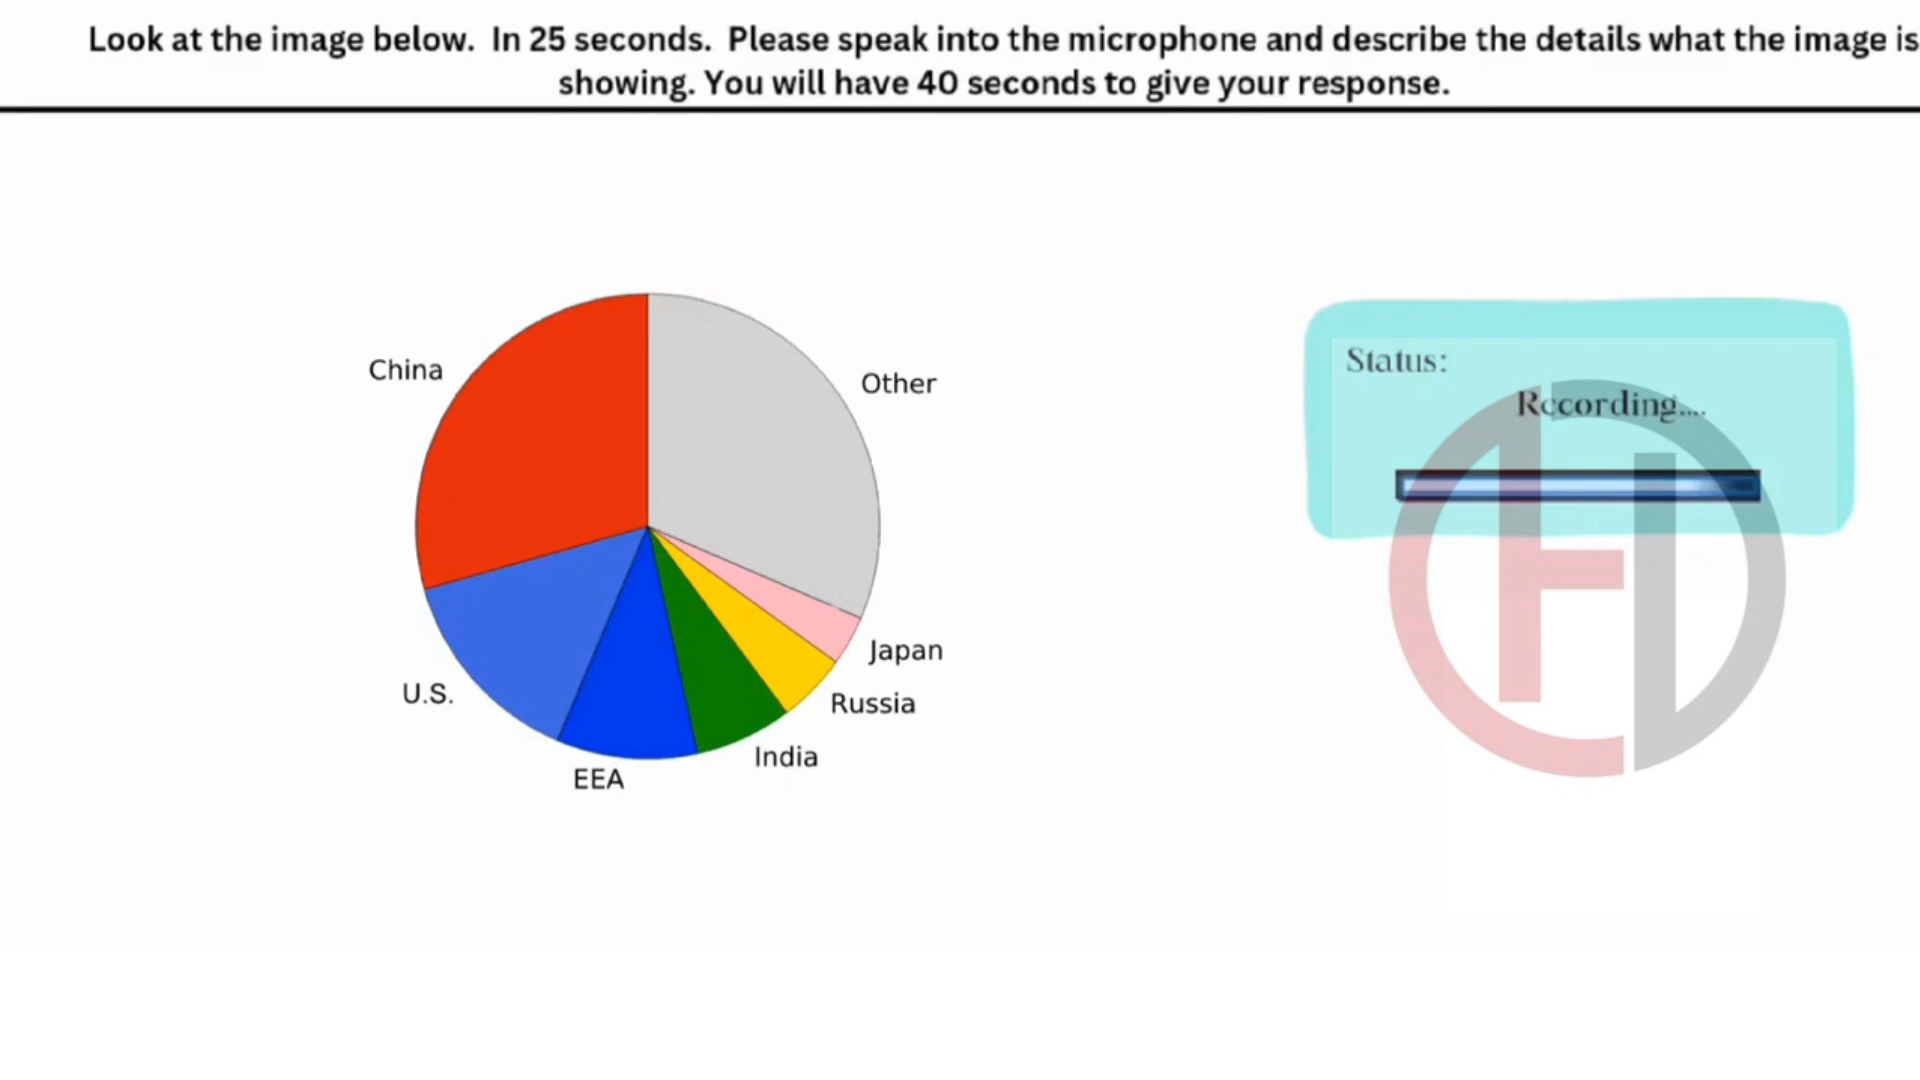 Look at the image below. In 25 seconds. Please speak into the microphone and describe the details what the image is
showing. You will have 40 seconds to give your response.
China
Other
Status:
Recording....
Japan
U.S.
Russia
India
EEA